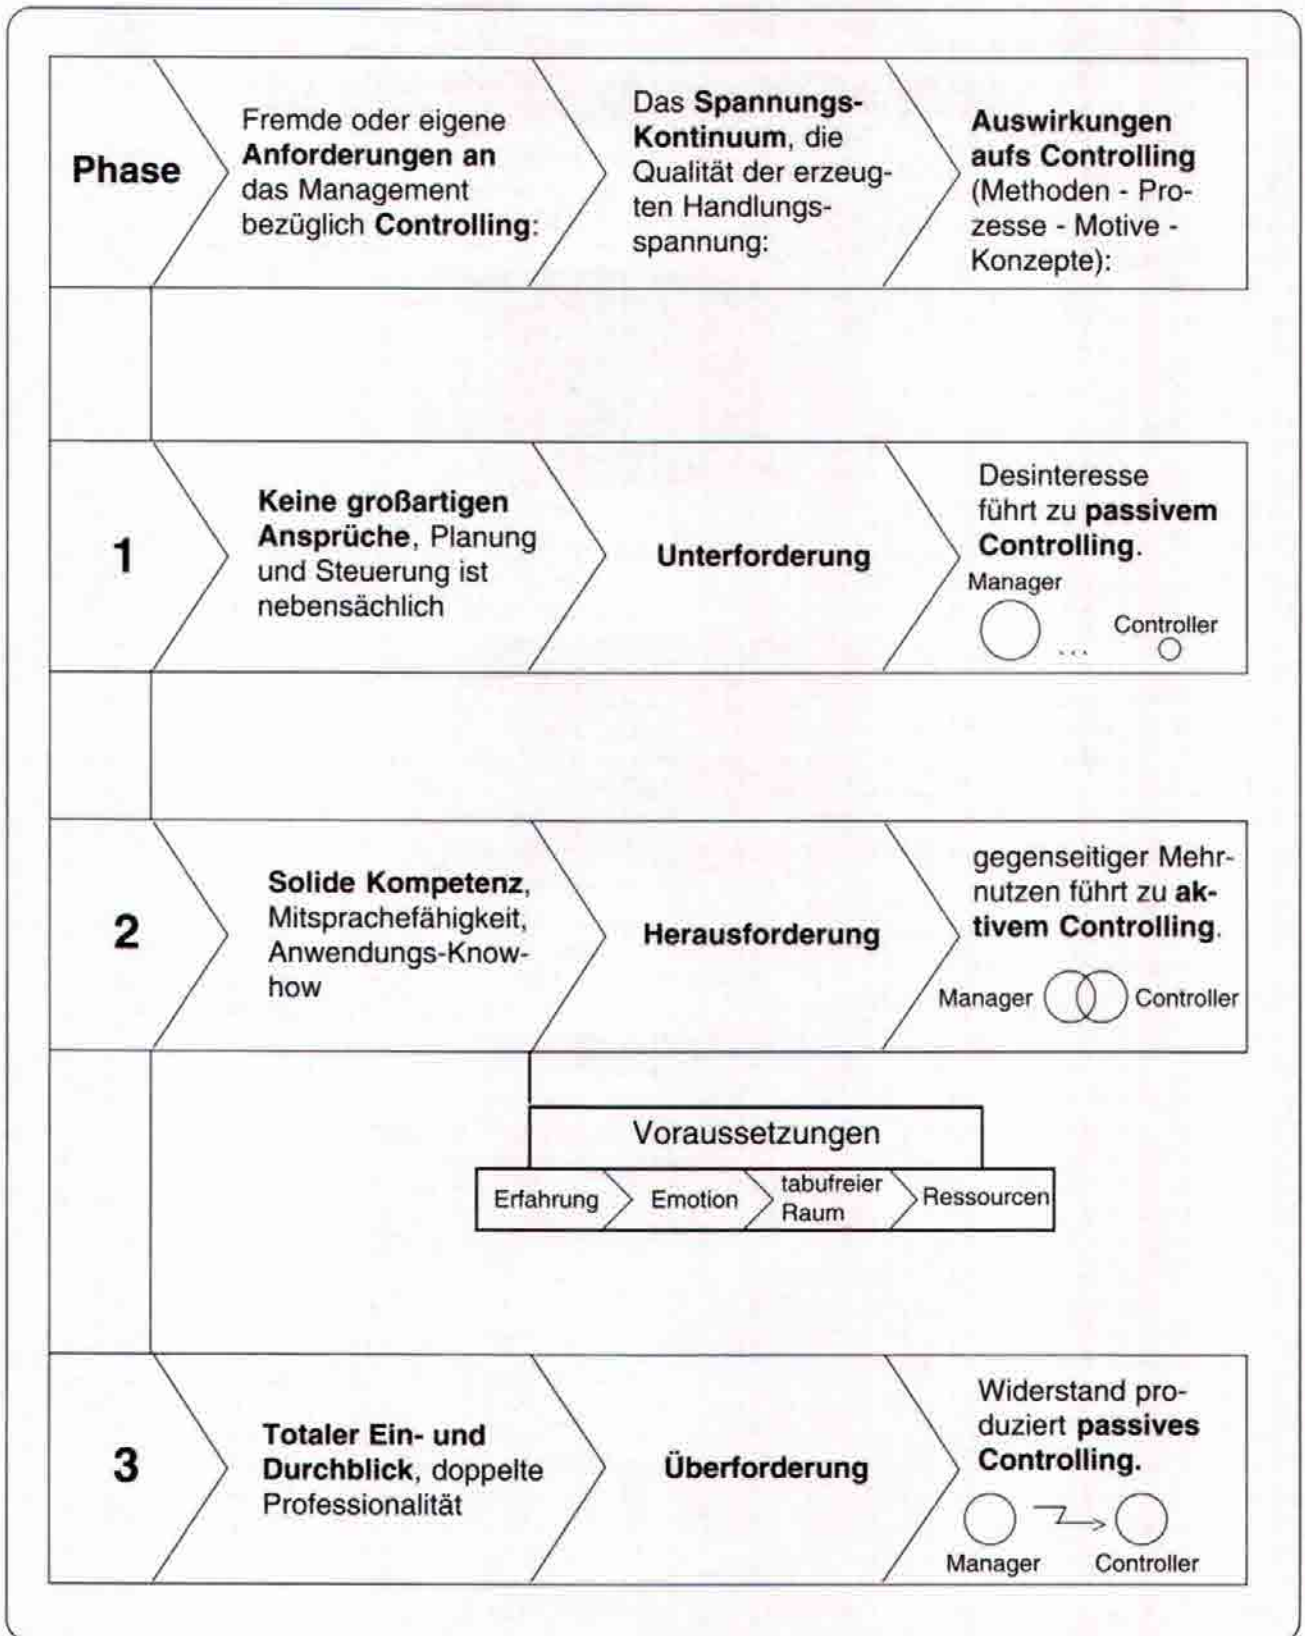 Phase
Fremde oder eigene
Anforderungen an
das Management
bezüglich Controlling:
Das Spannungs-
Kontinuum, die
Qualität der erzeug-
ten Handlungs-
spannung:
Auswirkungen
aufs Controlling
(Methoden - Pro-
zesse - Motive -
Konzepte):
1
Keine großartigen
Ansprüche, Planung
und Steuerung ist
nebensächlich
Unterforderung
Desinteresse
führt zu passivem
Controlling.
Manager
...
Controller
2
Solide Kompetenz,
Mitsprachefähigkeit,
Anwendungs-Know-
how
Herausforderung
gegenseitiger Mehr-
nutzen führt zu ak-
tivem Controlling.
Manager
Controller
Voraussetzungen
Erfahrung
Emotion
tabufreier
Raum
Ressourcen
3
Totaler Ein- und
Durchblick, doppelte
Professionalität
Überforderung
Widerstand pro-
duziert passives
Controlling.
Manager
Controller